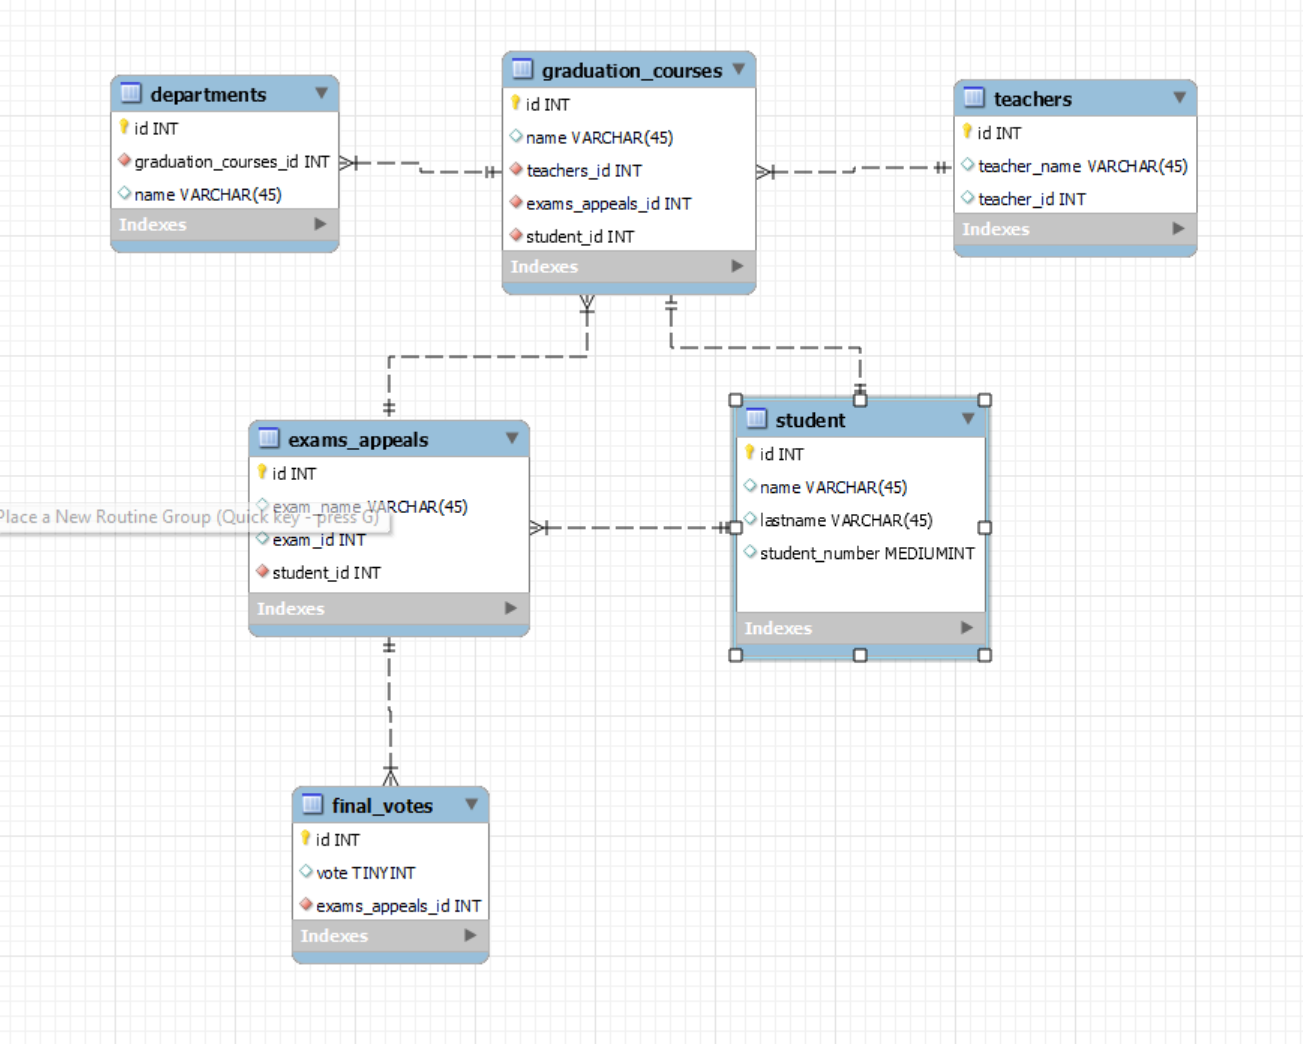 departments
id INT
graduation_courses_id INT
name VARCHAR(45)
Indexes
graduation_courses
id INT
name VARCHAR(45)
teachers_id INT
exams_appeals_id INT
student_id INT
Indexes
teachers
id INT
teacher_name VARCHAR(45)
teacher_id INT
Indexes
exams_appeals
id INT
exam_name VARCHAR(45)
Place a New Routine Group (Quick key - press G)
exam_id INT
student_id INT
Indexes
student
id INT
name VARCHAR(45)
lastname VARCHAR(45)
student_number MEDIUMINT
Indexes
final_votes
id INT
vote TINYINT
exams_appeals_id INT
Indexes